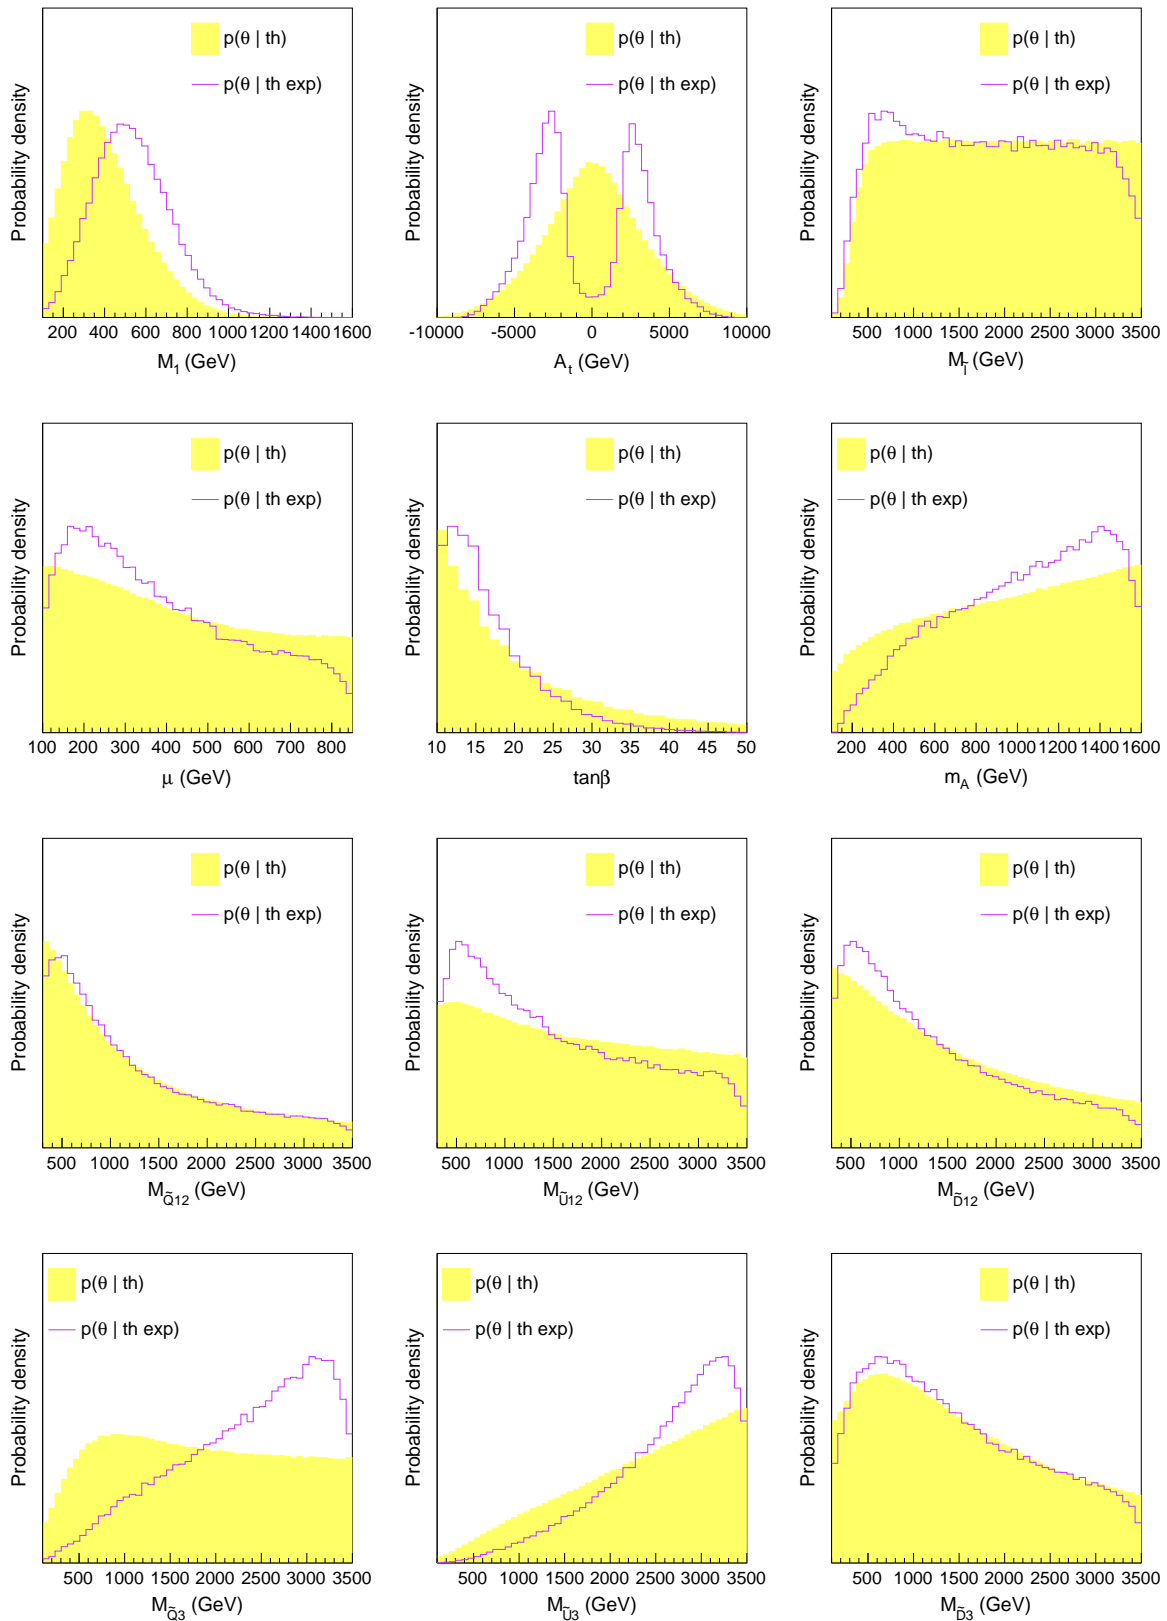 p(θ | th)
p(θ | th exp)
Probability density
200 400 600 800 1000 1200 1400 1600
M1 (GeV)
p(θ | th)
p(θ | th exp)
Probability density
-10000 -5000 0 5000 10000
At (GeV)
p(θ | th)
p(θ | th exp)
Probability density
500 1000 1500 2000 2500 3000 3500
Ml̃ (GeV)
p(θ | th)
p(θ | th exp)
Probability density
100 200 300 400 500 600 700 800
μ (GeV)
p(θ | th)
p(θ | th exp)
Probability density
10 15 20 25 30 35 40 45 50
tanβ
p(θ | th)
p(θ | th exp)
Probability density
200 400 600 800 1000 1200 1400 1600
mA (GeV)
p(θ | th)
p(θ | th exp)
Probability density
500 1000 1500 2000 2500 3000 3500
MQ̃12 (GeV)
p(θ | th)
p(θ | th exp)
Probability density
500 1000 1500 2000 2500 3000 3500
MŨ12 (GeV)
p(θ | th)
p(θ | th exp)
Probability density
500 1000 1500 2000 2500 3000 3500
MD̃12 (GeV)
p(θ | th)
p(θ | th exp)
Probability density
500 1000 1500 2000 2500 3000 3500
MQ̃3 (GeV)
p(θ | th)
p(θ | th exp)
Probability density
500 1000 1500 2000 2500 3000 3500
MŨ3 (GeV)
p(θ | th)
p(θ | th exp)
Probability density
500 1000 1500 2000 2500 3000 3500
MD̃3 (GeV)